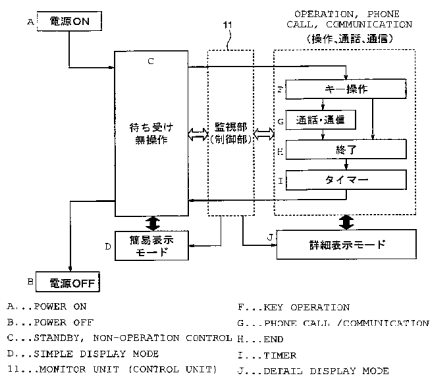 OPERATION, PHONE
CALL, COMMUNICATION
(操作、通話、通信)
11
A 電源ON
C
待ち受け
無操作
監視部
(制御部)
F キー操作
G 通話・通信
H 終了
I タイマー
D 簡易表示
モード
J 詳細表示モード
B 電源OFF
A...POWER ON
B...POWER OFF
C...STANDBY, NON-OPERATION CONTROL
D...SIMPLE DISPLAY MODE
11...MONITOR UNIT (CONTROL UNIT)
F...KEY OPERATION
G...PHONE CALL /COMMUNICATION
H...END
I...TIMER
J...DETAIL DISPLAY MODE